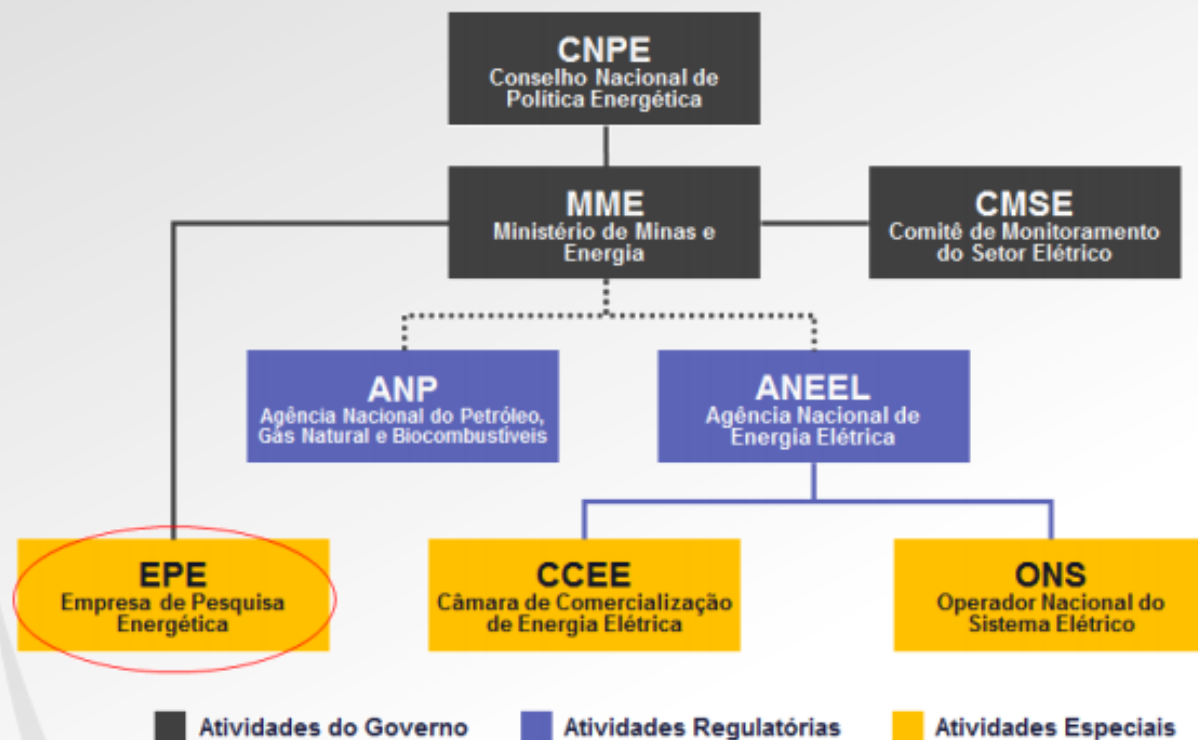 CNPE
Conselho Nacional de
Política Energética
MME
Ministério de Minas e
Energia
CMSE
Comitê de Monitoramento
do Setor Elétrico
ANP
Agência Nacional do Petróleo,
Gás Natural e Biocombustíveis
ANEEL
Agência Nacional de
Energia Elétrica
EPE
Empresa de Pesquisa
Energética
CCEE
Câmara de Comercialização
de Energia Elétrica
ONS
Operador Nacional do
Sistema Elétrico
Atividades do Governo
Atividades Regulatórias
Atividades Especiais